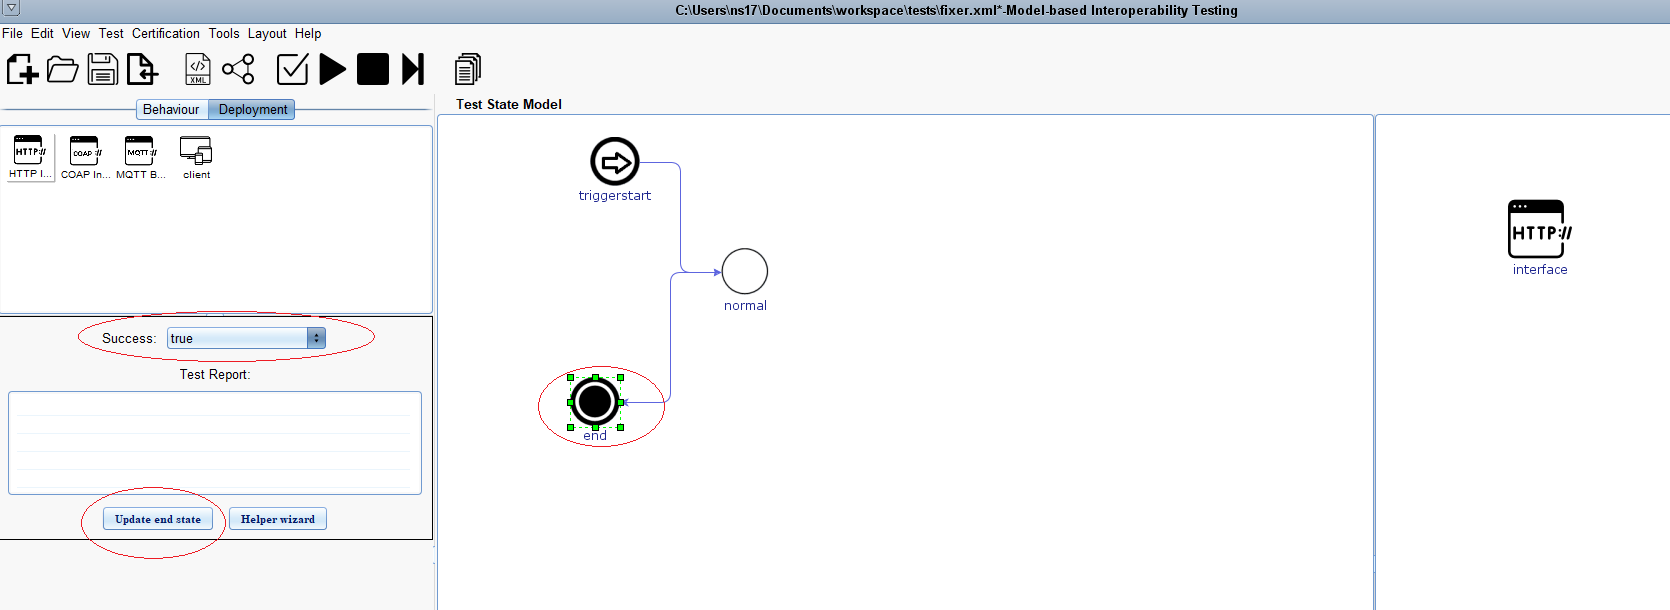 C:\Users\ns17\Documents\workspace\tests\fixer.xml*-Model-based Interoperability Testing
File Edit View Test Certification Tools Layout Help
XML
Behaviour Deployment
Test State Model
HTTP:// COAP :// MQTT://
HTTP I... COAP In... MQTT B... client
triggerstart
HTTP://
interface
normal
Success: true
Test Report:
end
Update end state Helper wizard